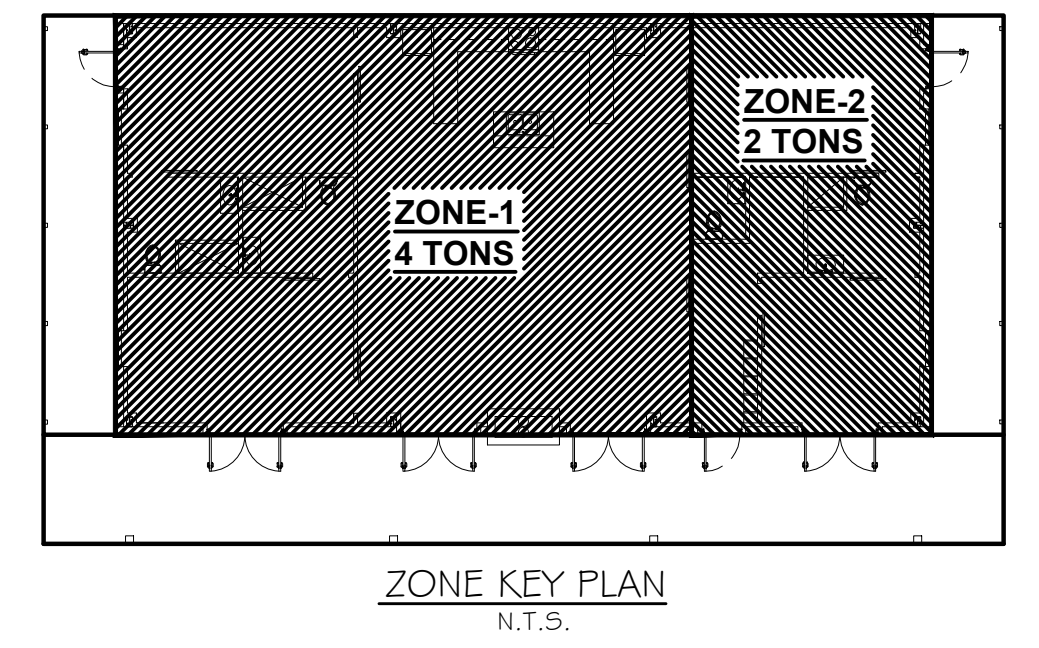 ZONE-2
2 TONS
ZONE-1
4 TONS
ZONE KEY PLAN
N.T.S.